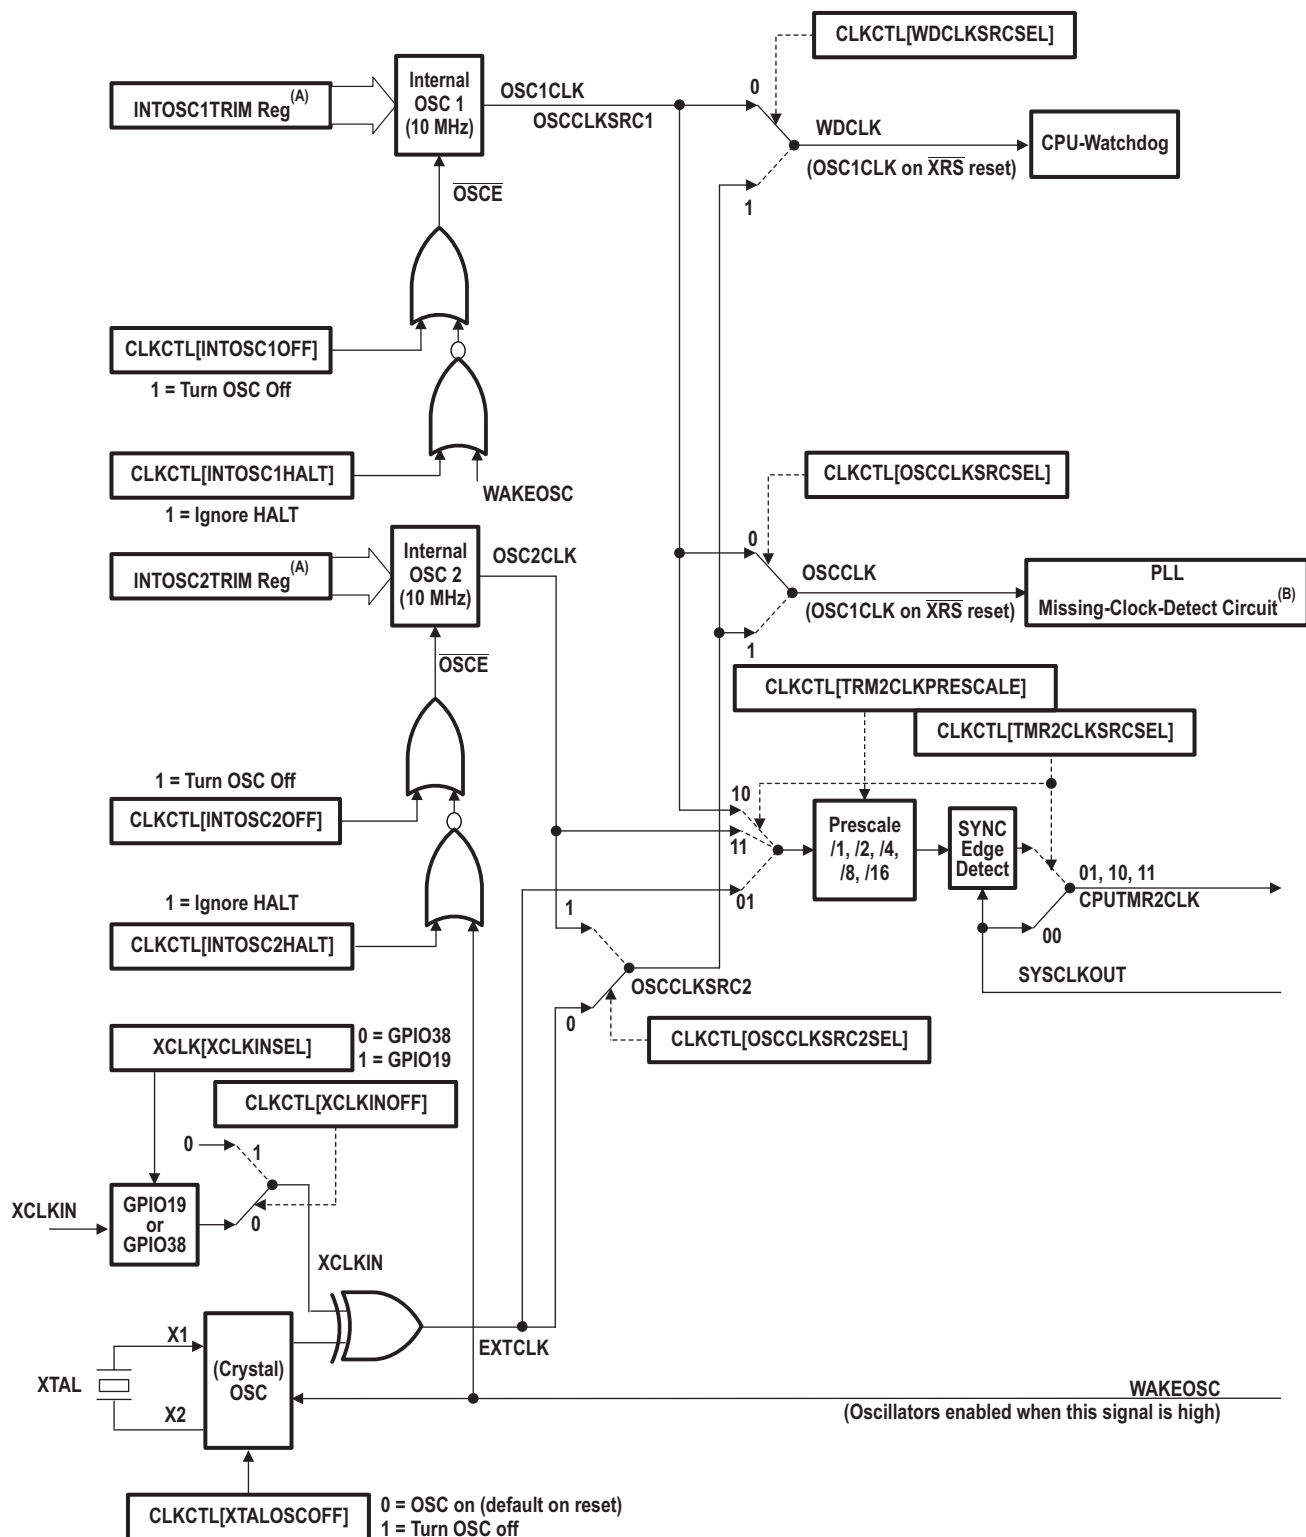 CLKCTL[WDCLKSRCSEL]
INTOSC1TRIM Reg(A)
Internal
OSC 1
(10 MHz)
OSC1CLK
OSCCLKSRC1
0
WDCLK
(OSC1CLK on XRS reset)
1
CPU-Watchdog
OSCE
CLKCTL[INTOSC1OFF]
1 = Turn OSC Off
CLKCTL[INTOSC1HALT]
1 = Ignore HALT
WAKEOSC
CLKCTL[OSCCLKSRCSEL]
INTOSC2TRIM Reg(A)
Internal
OSC 2
(10 MHz)
OSC2CLK
0
OSCCLK
(OSC1CLK on XRS reset)
1
PLL
Missing-Clock-Detect Circuit(B)
OSCE
CLKCTL[TRM2CLKPRESCALE]
CLKCTL[TMR2CLKSRCSEL]
1 = Turn OSC Off
CLKCTL[INTOSC2OFF]
10
11
01
Prescale
/1, /2, /4,
/8, /16
SYNC
Edge
Detect
01, 10, 11
CPUTMR2CLK
00
SYSCLKOUT
1 = Ignore HALT
CLKCTL[INTOSC2HALT]
1
OSCCLKSRC2
0
CLKCTL[OSCCLKSRC2SEL]
XCLK[XCLKINSEL]
0 = GPIO38
1 = GPIO19
CLKCTL[XCLKINOFF]
0
1
0
XCLKIN
GPIO19
or
GPIO38
XCLKIN
EXTCLK
XTAL
X1
X2
(Crystal)
OSC
WAKEOSC
(Oscillators enabled when this signal is high)
CLKCTL[XTALOSCOFF]
0 = OSC on (default on reset)
1 = Turn OSC off